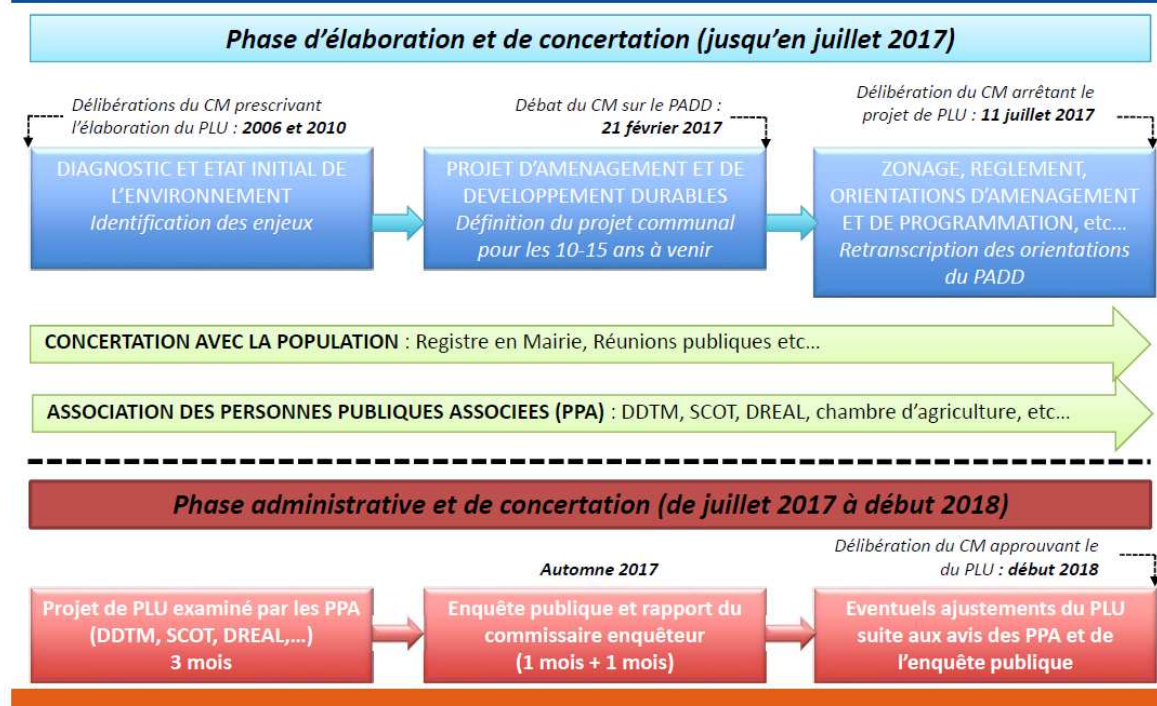 Phase d'élaboration et de concertation (jusqu'en juillet 2017)
Délibérations du CM prescrivant
l'élaboration du PLU : 2006 et 2010
Débat du CM sur le PADD :
21 février 2017
Délibération du CM arrêtant le
projet de PLU : 11 juillet 2017
DIAGNOSTIC ET ETAT INITIAL DE
L'ENVIRONNEMENT
Identification des enjeux
PROJET D'AMENAGEMENT ET DE
DEVELOPPEMENT DURABLES
Définition du projet communal
pour les 10-15 ans à venir
ZONAGE, REGLEMENT,
ORIENTATIONS D'AMENAGEMENT
ET DE PROGRAMMATION, etc...
Retranscription des orientations
du PADD
CONCERTATION AVEC LA POPULATION : Registre en Mairie, Réunions publiques etc...
ASSOCIATION DES PERSONNES PUBLIQUES ASSOCIEES (PPA) : DDTM, SCOT, DREAL, chambre d'agriculture, etc...
Phase administrative et de concertation (de juillet 2017 à début 2018)
Automne 2017
Délibération du CM approuvant le
du PLU : début 2018
Projet de PLU examiné par les PPA
(DDTM, SCOT, DREAL,...)
3 mois
Enquête publique et rapport du
commissaire enquêteur
(1 mois + 1 mois)
Eventuels ajustements du PLU
suite aux avis des PPA et de
l'enquête publique